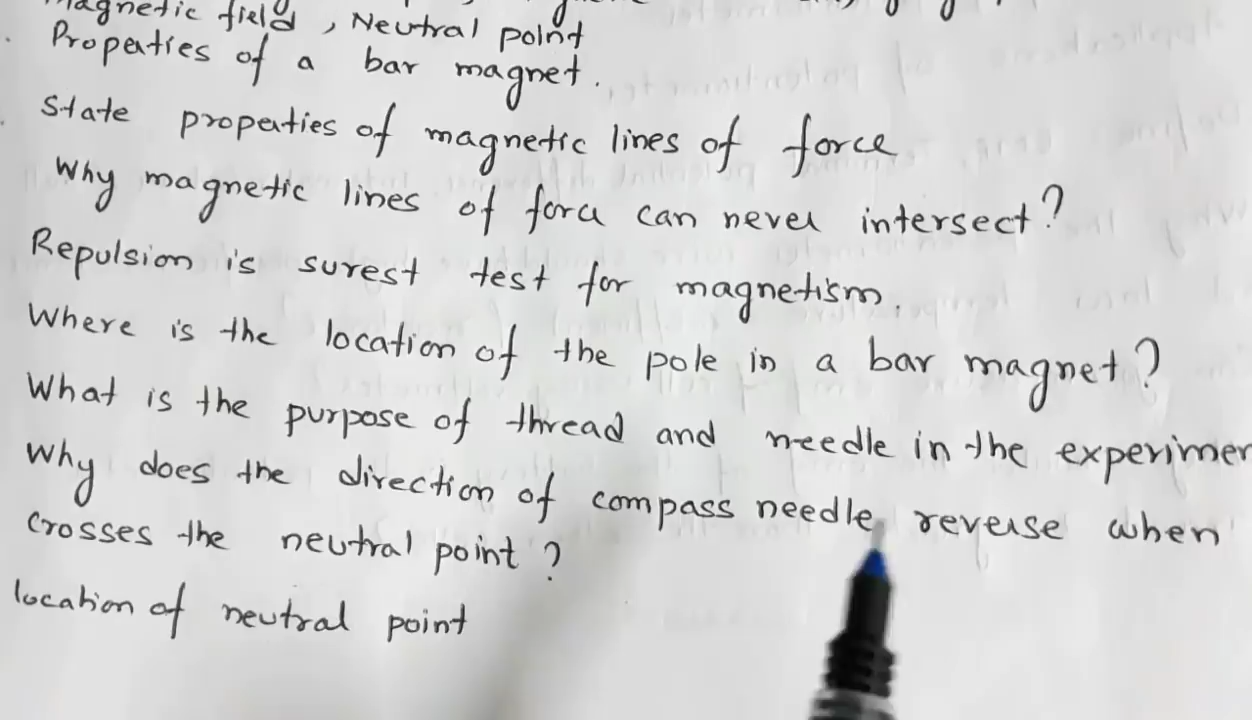 Magnetic field, Neutral point
Properties of a bar magnet.
State properties of magnetic lines of force
Why magnetic lines of force can never intersect?
Repulsion is surest test for magnetism.
Where is the location of the pole in a bar magnet?
What is the purpose of thread and needle in the experimen
Why does the direction of compass needle reverse when
crosses the neutral point?
location of neutral point